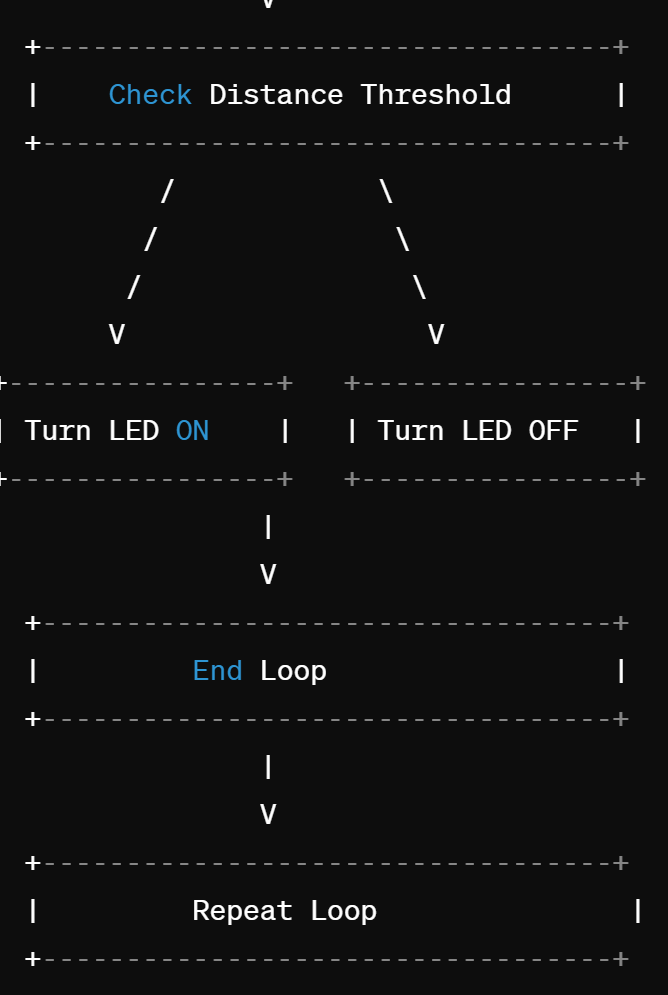 V
+----------------------------------+
|    Check Distance Threshold      |
+----------------------------------+
        /            \
       /              \
      /                \
     V                  V
+----------------+   +----------------+
| Turn LED ON    |   | Turn LED OFF   |
+----------------+   +----------------+
              |
              V
+----------------------------------+
|         End Loop                 |
+----------------------------------+
              |
              V
+----------------------------------+
|         Repeat Loop               |
+----------------------------------+